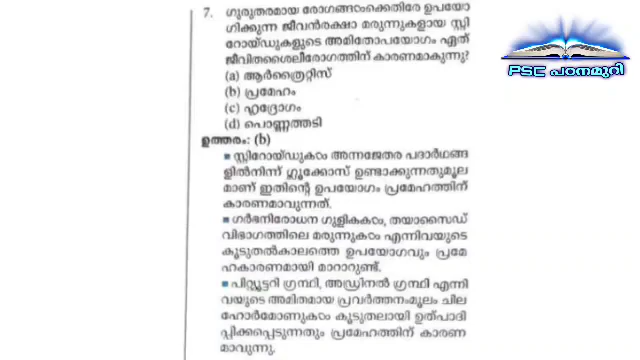 7. ഗുരുതരമായ രോഗങ്ങൾക്കെതിരേ ഉപയോ
ഗിക്കുന്ന ജീവൻരക്ഷാ മരുന്നുകളായ സ്റ്റി
റോയ്ഡുകളുടെ അമിതോപയോഗം ഏത്
ജീവിതശൈലീരോഗത്തിന് കാരണമാകുന്നു?
(a) ആർത്രൈറ്റിസ്
(b) പ്രമേഹം
(c) ഹൃദ്രോഗം
(d) പൊണ്ണത്തടി
ഉത്തരം: (b)
■ സ്റ്റിറോയ്ഡുകൾ അന്നജേതര പദാർഥങ്ങ
ളിൽനിന്ന് ഗ്ലൂക്കോസ് ഉണ്ടാക്കുന്നതുമൂല
മാണ് ഇതിന്റെ ഉപയോഗം പ്രമേഹത്തിന്
കാരണമാവുന്നത്.
■ ഗർഭനിരോധന ഗുളികകൾ, തയാസൈഡ്
വിഭാഗത്തിലെ മരുന്നുകൾ എന്നിവയുടെ
കൂടുതൽകാലത്തെ ഉപയോഗവും പ്രമേ
ഹകാരണമായി മാറാറുണ്ട്.
■ പിറ്റ്യൂട്ടറി ഗ്രന്ഥി, അഡ്രിനൽ ഗ്രന്ഥി എന്നി
വയുടെ അമിതമായ പ്രവർത്തനംമൂലം ചില
ഹോർമോണുകൾ കൂടുതലായി ഉത്പാദി
പ്പിക്കപ്പെടുന്നതും പ്രമേഹത്തിന് കാരണ
മാവുന്നു.
PSC പഠനമുറി